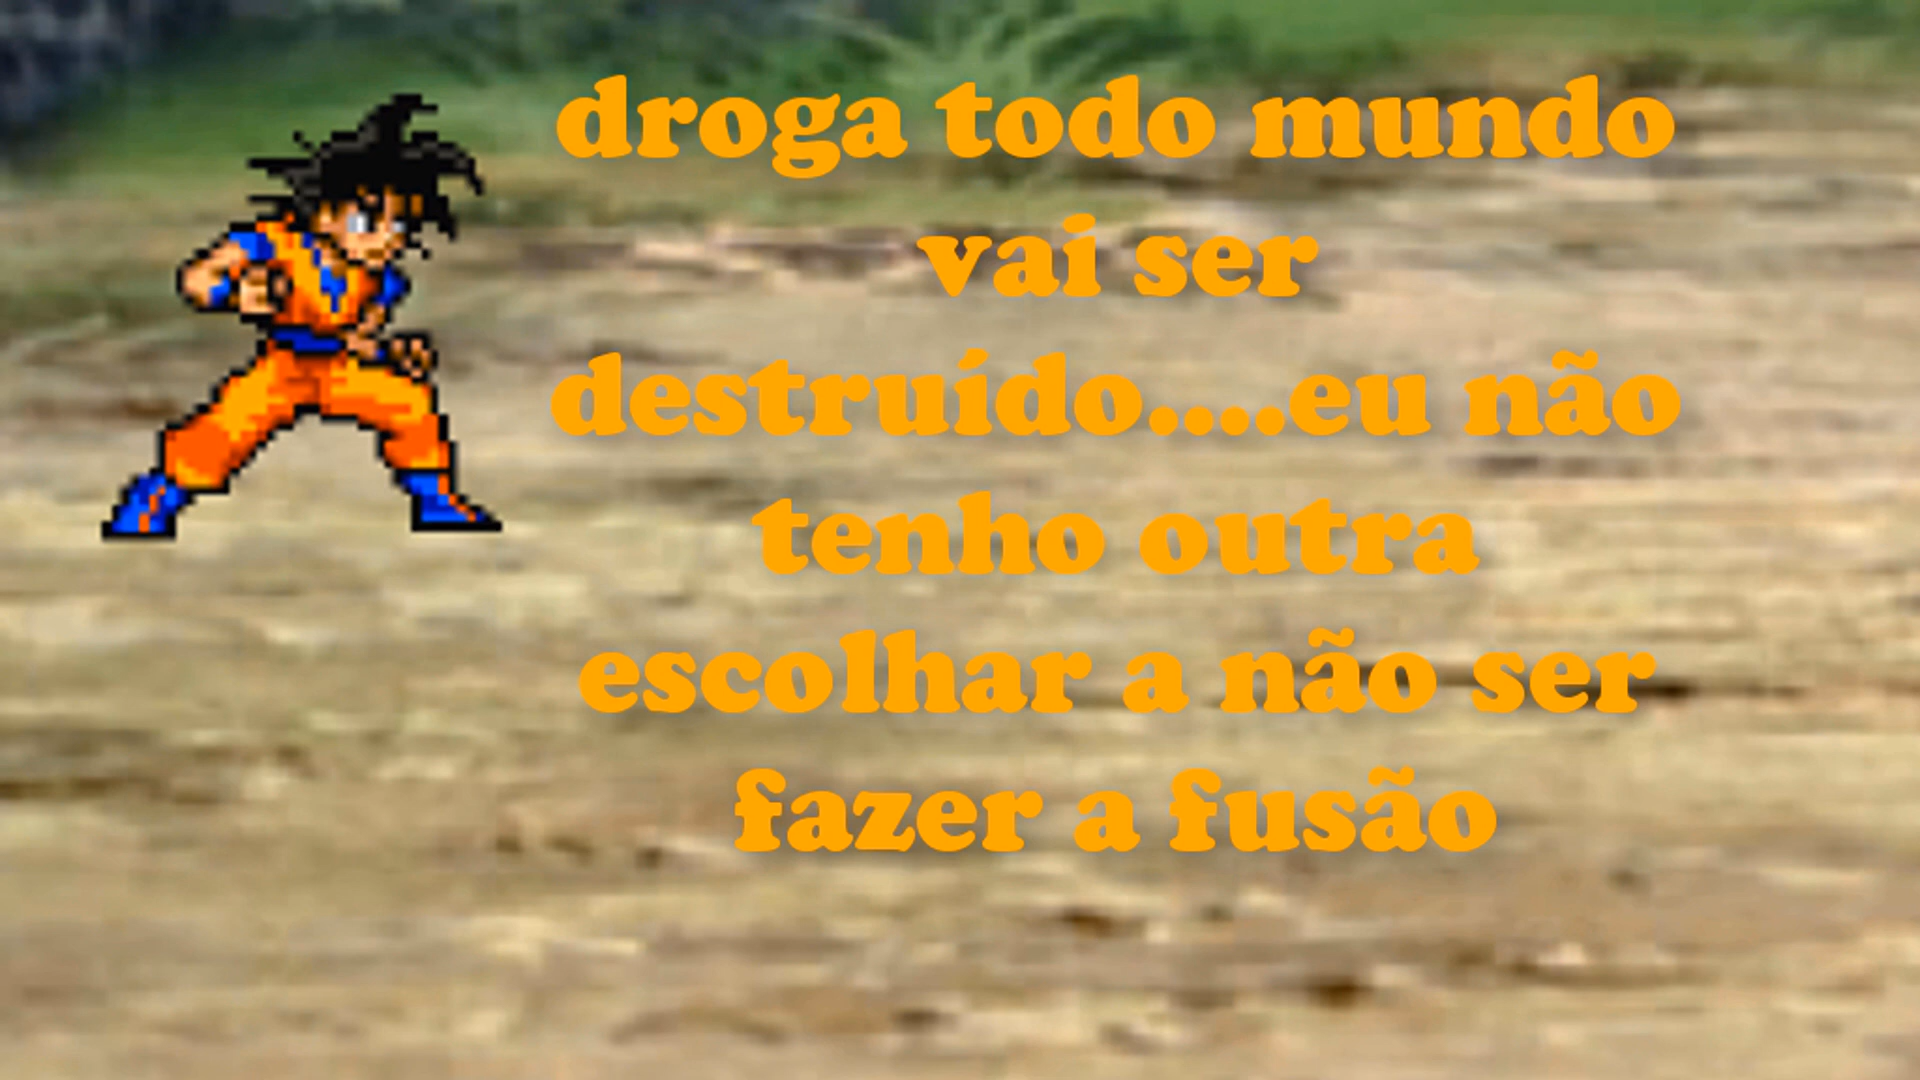 droga todo mundo
vai ser
destruído....eu não
tenho outra
escolhar a não ser
fazer a fusão